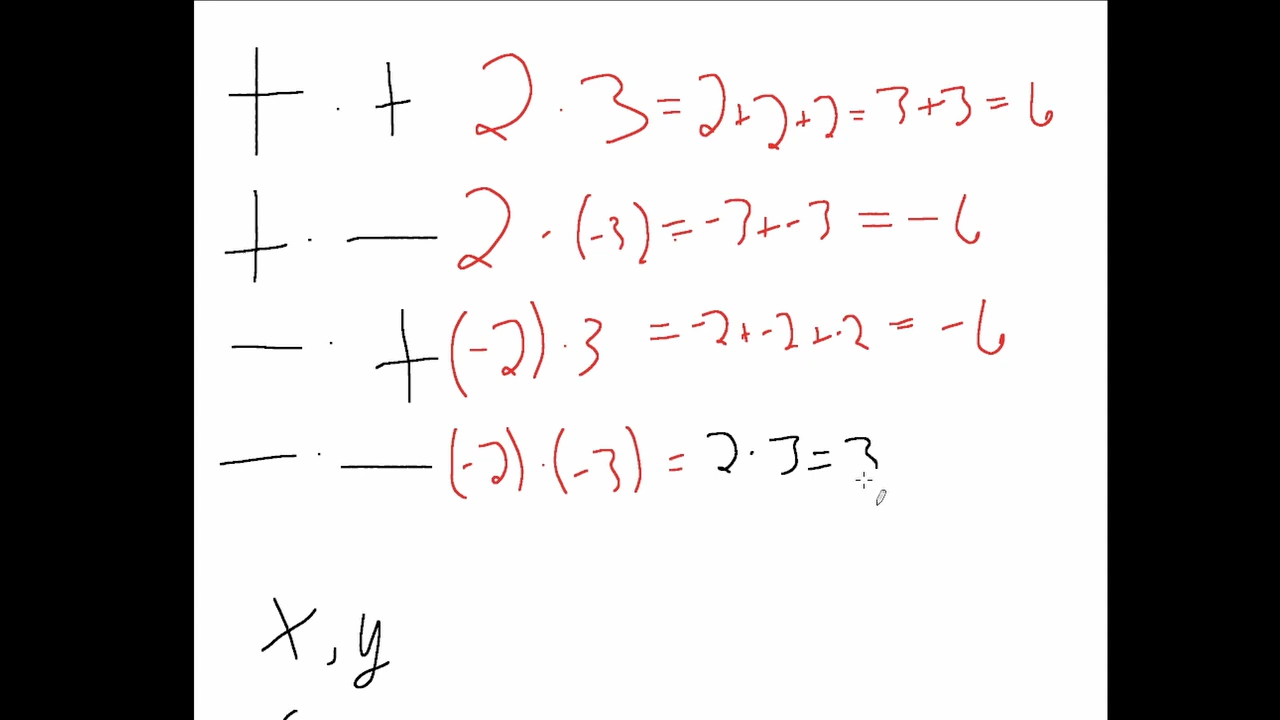 + · + 2 · 3 = 2+2+2 = 3+3 = 6
+ · — 2 · (-3) = -3+-3 = -6
— · + (-2) · 3 = -2+-2+-2 = -6
— · — (-2) · (-3) = 2·3=3
x, y